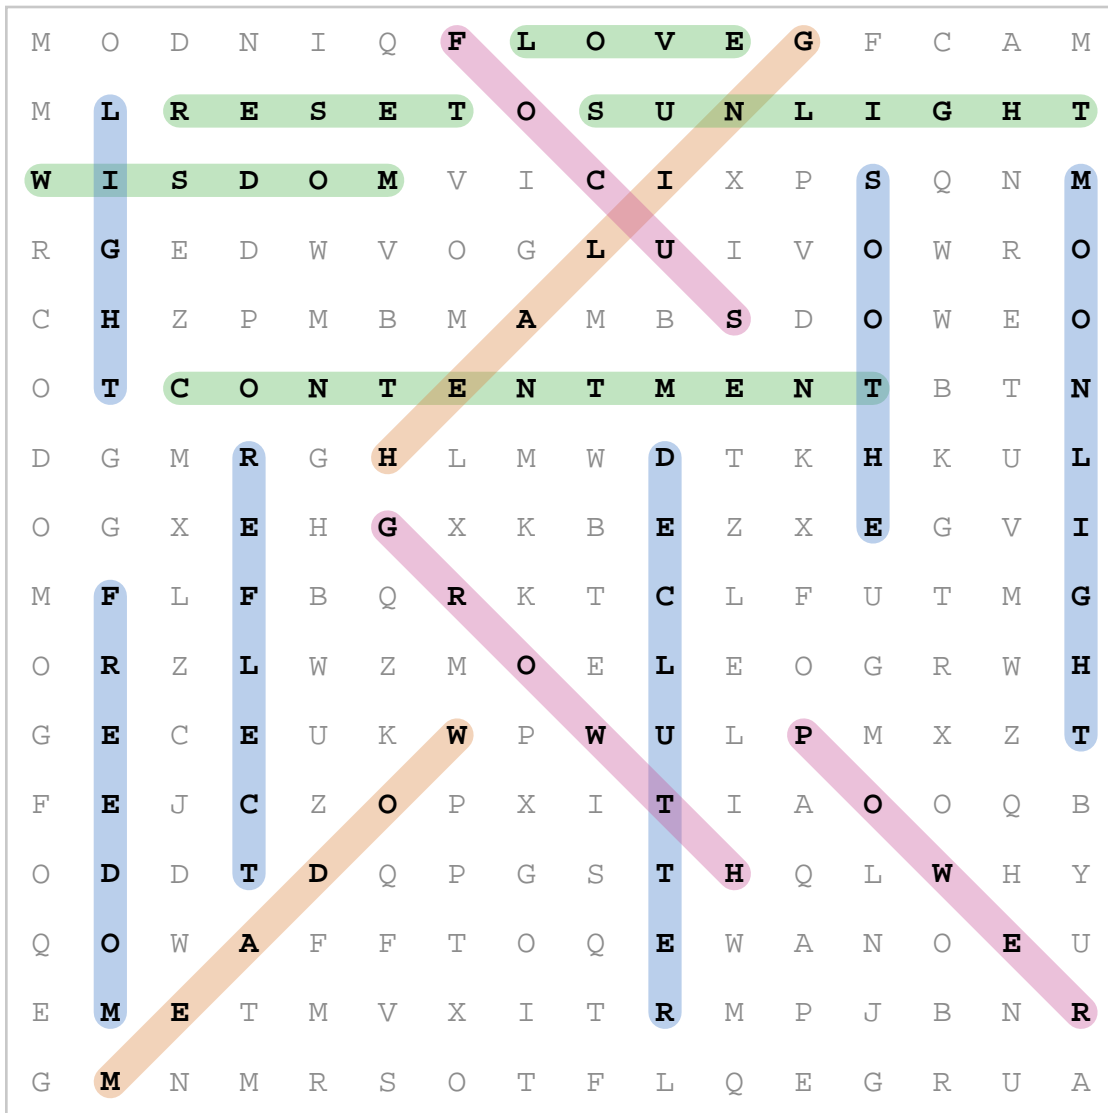 M O D N I Q F L O V E G F C A M
M L R E S E T O S U N L I G H T
W I S D O M V I C I X P S Q N M
R G E D W V O G L U I V O W R O
C H Z P M B M A M B S D O W E O
O T C O N T E N T M E N T B T N
D G M R G H L M W D T K H K U L
O G X E H G X K B E Z X E G V I
M F L F B Q R K T C L F U T M G
O R Z L W Z M O E L E O G R W H
G E C E U K W P W U L P M X Z T
F E J C Z O P X I T I A O O Q B
O D D T D Q P G S T H Q L W H Y
Q O W A F F T O Q E W A N O E U
E M E T M V X I T R M P J B N R
G M N M R S O T F L Q E G R U A